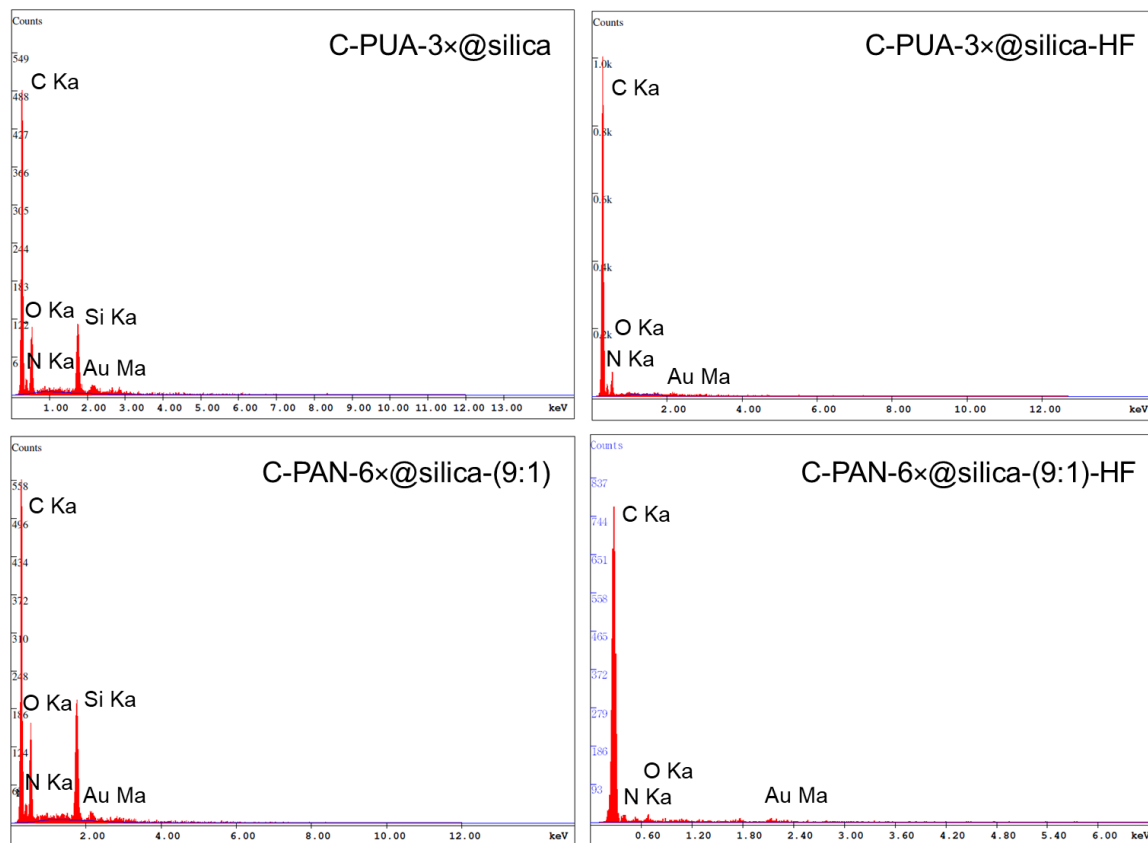 Counts
C-PUA-3×@silica
549
C Ka
488
427
366
305
244
183
O Ka
Si Ka
122
N Ka
Au Ma
6
1.00 2.00 3.00 4.00 5.00 6.00 7.00 8.00 9.00 10.00 11.00 12.00 13.00 keV
Counts
C-PUA-3×@silica-HF
1.0k
C Ka
0.8k
0.6k
0.4k
O Ka
0.2k
N Ka
Au Ma
2.00 4.00 6.00 8.00 10.00 12.00 keV
Counts
C-PAN-6×@silica-(9:1)
558
C Ka
496
434
372
310
248
O Ka
Si Ka
186
124
N Ka
Au Ma
2.00 4.00 6.00 8.00 10.00 12.00 keV
Counts
C-PAN-6×@silica-(9:1)-HF
837
C Ka
744
651
558
465
372
279
186
O Ka
93
N Ka
Au Ma
0.60 1.20 1.80 2.40 3.00 3.60 4.20 4.80 5.40 6.00 keV